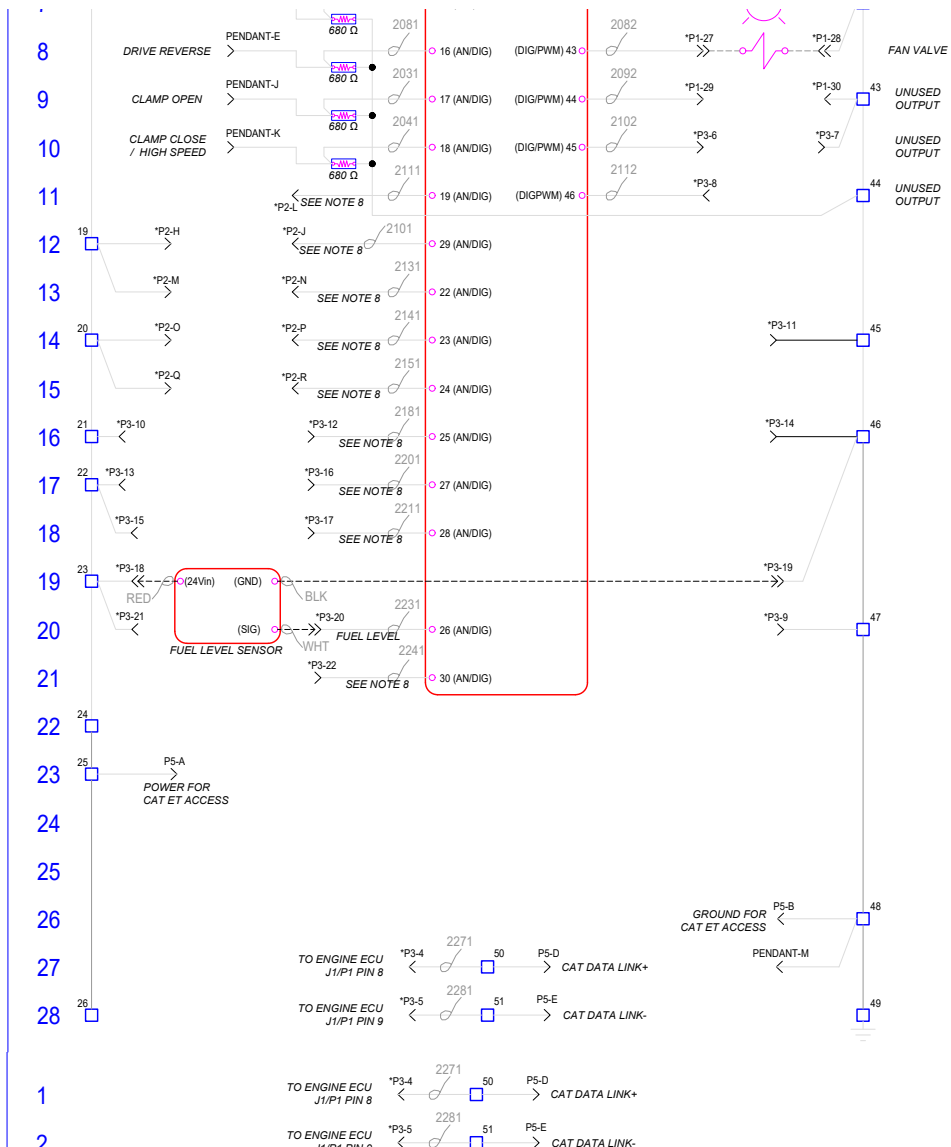 680 Ω
2081
2082
8
DRIVE REVERSE
PENDANT-E
16 (AN/DIG)
(DIG/PWM) 43
*P1-27
*P1-28
FAN VALVE
680 Ω
2031
2092
9
CLAMP OPEN
PENDANT-J
17 (AN/DIG)
(DIG/PWM) 44
*P1-29
*P1-30
43
UNUSED
OUTPUT
680 Ω
2041
2102
10
CLAMP CLOSE
/ HIGH SPEED
PENDANT-K
18 (AN/DIG)
(DIG/PWM) 45
*P3-6
*P3-7
UNUSED
OUTPUT
680 Ω
2111
2112
11
*P2-L
SEE NOTE 8
19 (AN/DIG)
(DIGPWM) 46
*P3-8
44
UNUSED
OUTPUT
12
19
*P2-H
*P2-J
SEE NOTE 8
2101
29 (AN/DIG)
13
*P2-M
*P2-N
SEE NOTE 8
2131
22 (AN/DIG)
14
20
*P2-O
*P2-P
SEE NOTE 8
2141
23 (AN/DIG)
*P3-11
45
15
*P2-Q
*P2-R
SEE NOTE 8
2151
24 (AN/DIG)
16
21
*P3-10
*P3-12
SEE NOTE 8
2181
25 (AN/DIG)
*P3-14
46
17
22
*P3-13
*P3-16
SEE NOTE 8
2201
27 (AN/DIG)
18
*P3-15
*P3-17
SEE NOTE 8
2211
28 (AN/DIG)
19
23
*P3-18
RED
(24Vin)
(GND)
BLK
*P3-19
20
*P3-21
(SIG)
WHT
*P3-20
FUEL LEVEL
2231
26 (AN/DIG)
*P3-9
47
FUEL LEVEL SENSOR
21
*P3-22
SEE NOTE 8
2241
30 (AN/DIG)
22
24
23
25
P5-A
POWER FOR
CAT ET ACCESS
24
25
26
GROUND FOR
CAT ET ACCESS
P5-B
48
27
TO ENGINE ECU
J1/P1 PIN 8
*P3-4
2271
50
P5-D
CAT DATA LINK+
PENDANT-M
28
26
TO ENGINE ECU
J1/P1 PIN 9
*P3-5
2281
51
P5-E
CAT DATA LINK-
49
1
TO ENGINE ECU
J1/P1 PIN 8
*P3-4
2271
50
P5-D
CAT DATA LINK+
2
TO ENGINE ECU
*P3-5
2281
51
P5-E
CAT DATA LINK-